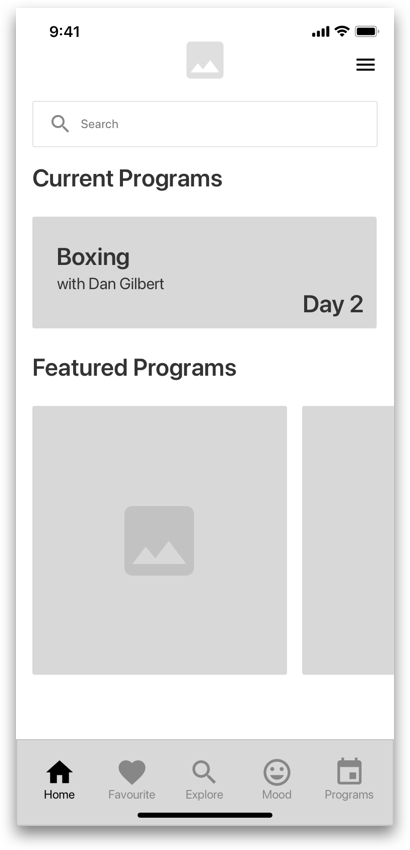 9:41
Search
Current Programs
Boxing
with Dan Gilbert
Day 2
Featured Programs
Home
Favourite
Explore
Mood
Programs